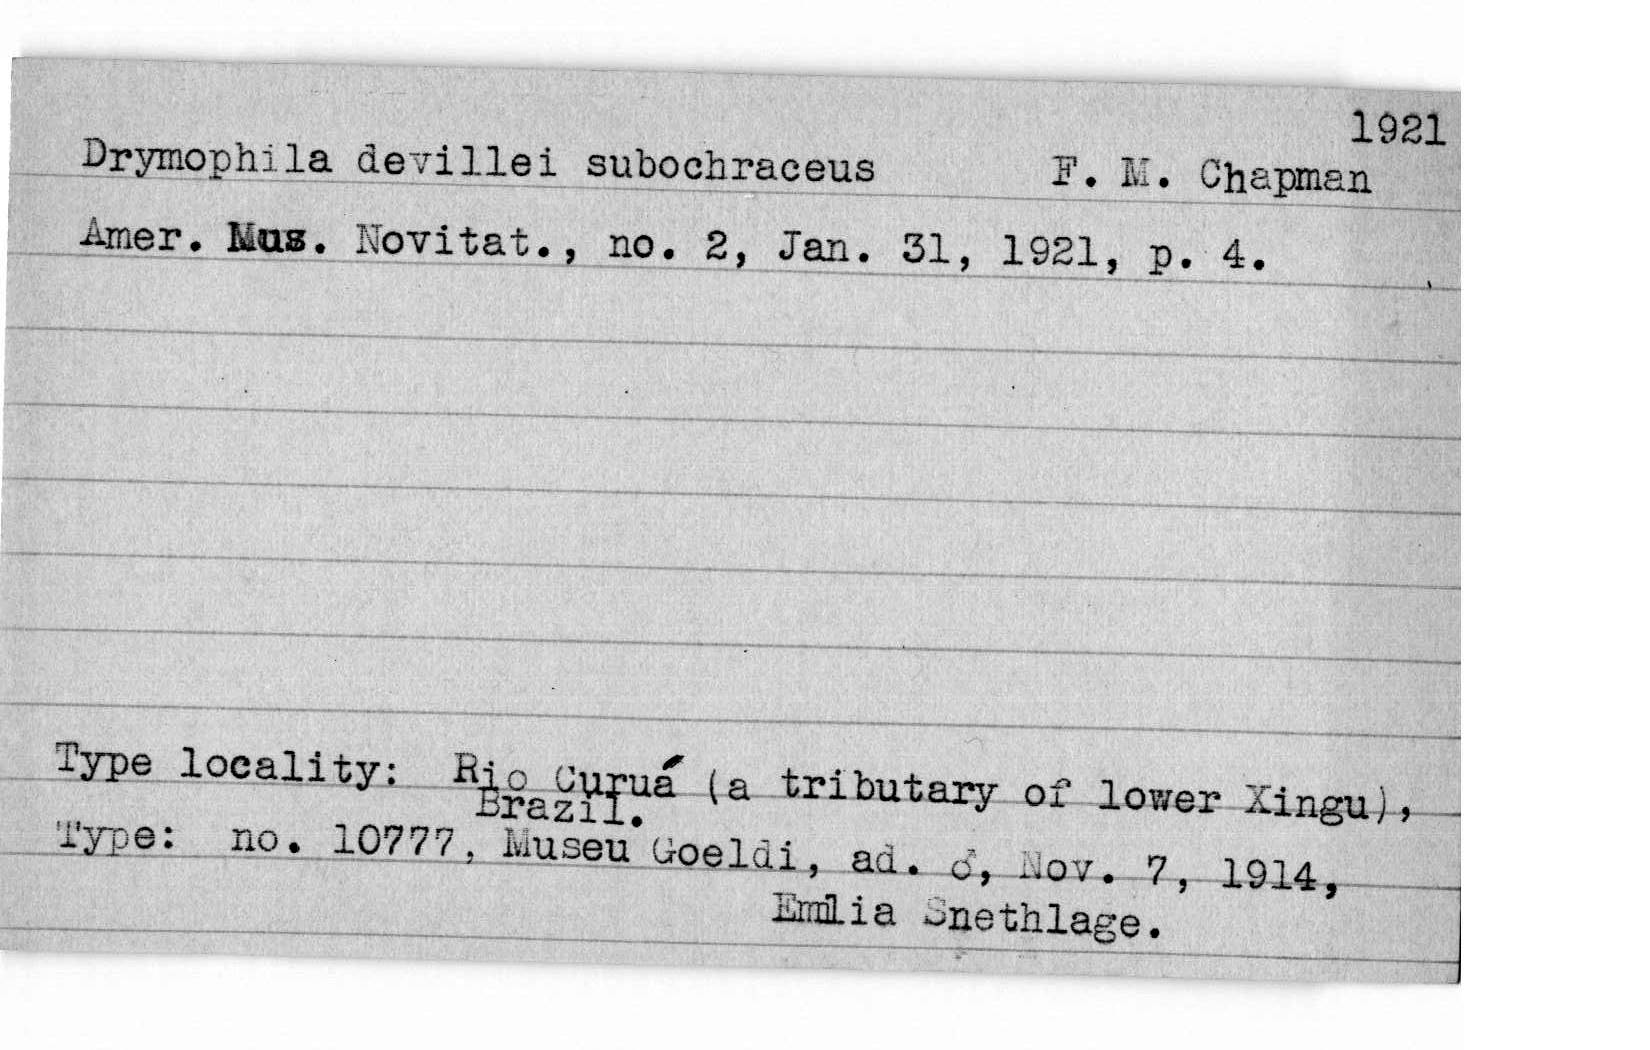 1921
Drymophila devillei subochraceus F. M. Chapman
Amer. Mus. Novitat., no. 2, Jan. 31, 1921, p. 4.
Type locality: Rio Curuá (a tributary of lower Xingu),
Brazil.
Type: no. 10777, Museu Goeldi, ad. ♂, Nov. 7, 1914,
Emilia Snethlage.